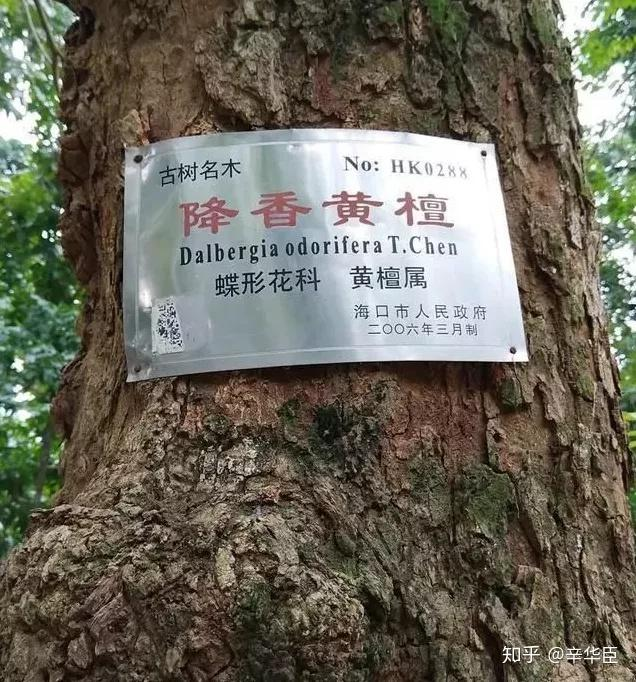 古树名木 No: HK0288
降香黄檀
Dalbergia odorifera T.Chen
蝶形花科 黄檀属
海口市人民政府
二〇〇六年三月制
知乎 @辛华臣